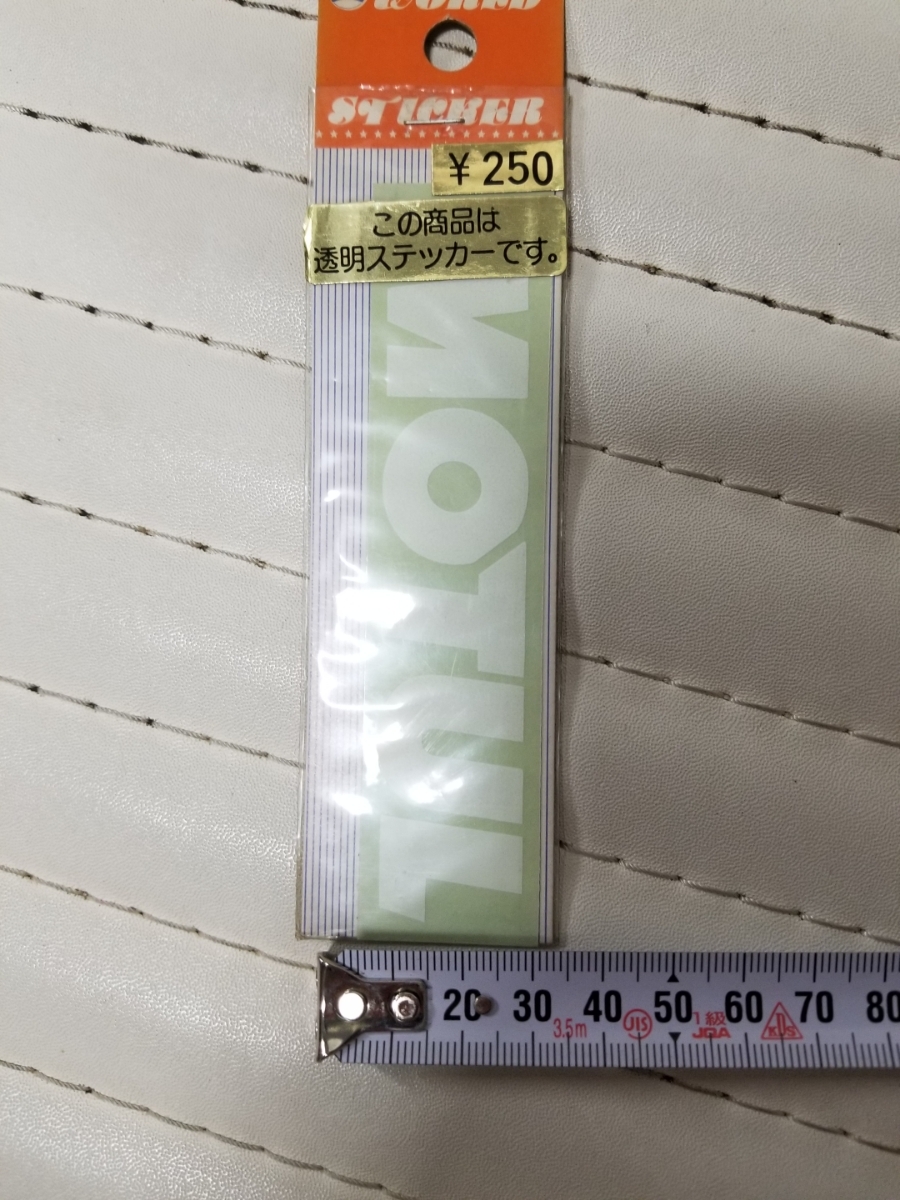 WORLD
STICKER
¥250
この商品は
透明ステッカーです。
MOTUL
20 30 40 50 60 70 80
3.5m JIS 1級 JQA KDS